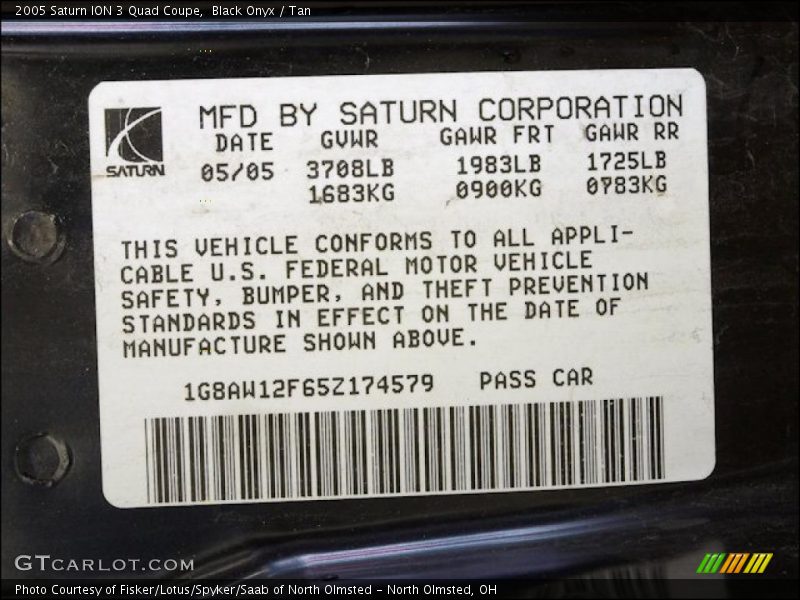 2005 Saturn ION 3 Quad Coupe,  Black Onyx / Tan
MFD BY SATURN CORPORATION
DATE GVWR GAWR FRT GAWR RR
05/05 3708LB 1983LB 1725LB
1683KG 0900KG 0783KG
SATURN
THIS VEHICLE CONFORMS TO ALL APPLI-
CABLE U.S. FEDERAL MOTOR VEHICLE
SAFETY, BUMPER, AND THEFT PREVENTION
STANDARDS IN EFFECT ON THE DATE OF
MANUFACTURE SHOWN ABOVE.
1G8AW12F65Z174579 PASS CAR
GTCARLOT.COM
Photo Courtesy of Fisker/Lotus/Spyker/Saab of North Olmsted - North Olmsted, OH